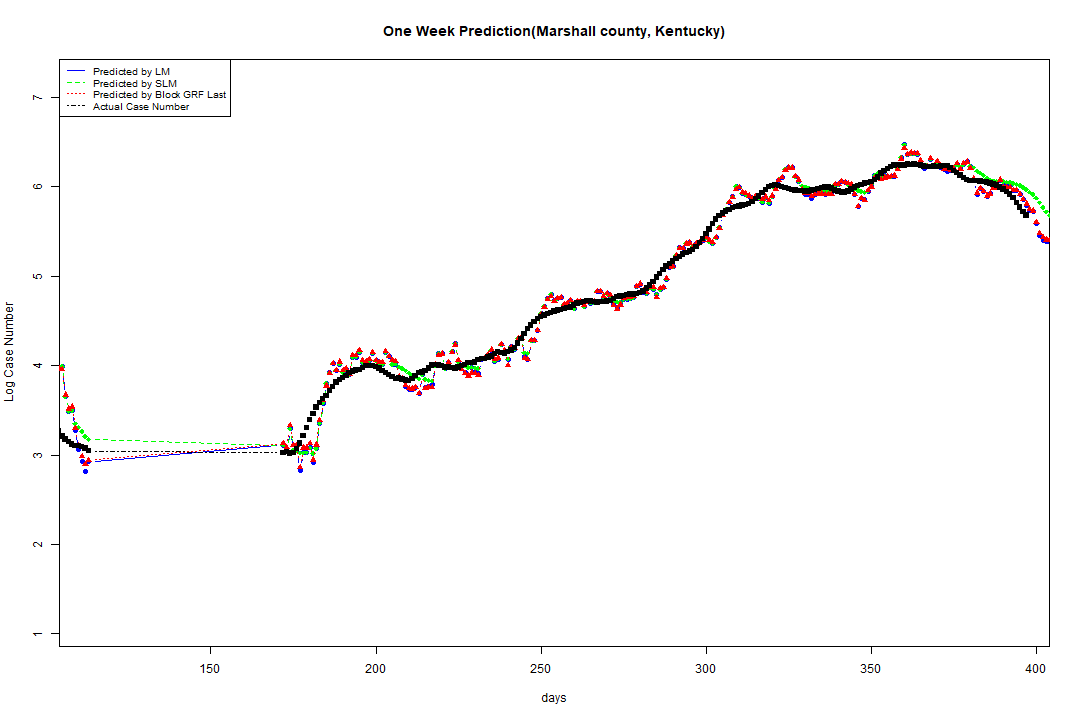 One Week Prediction(Marshall county, Kentucky)
Predicted by LM
Predicted by SLM
Predicted by Block GRF Last
Actual Case Number
7
6
5
4
3
2
1
Log Case Number
150 200 250 300 350 400
days